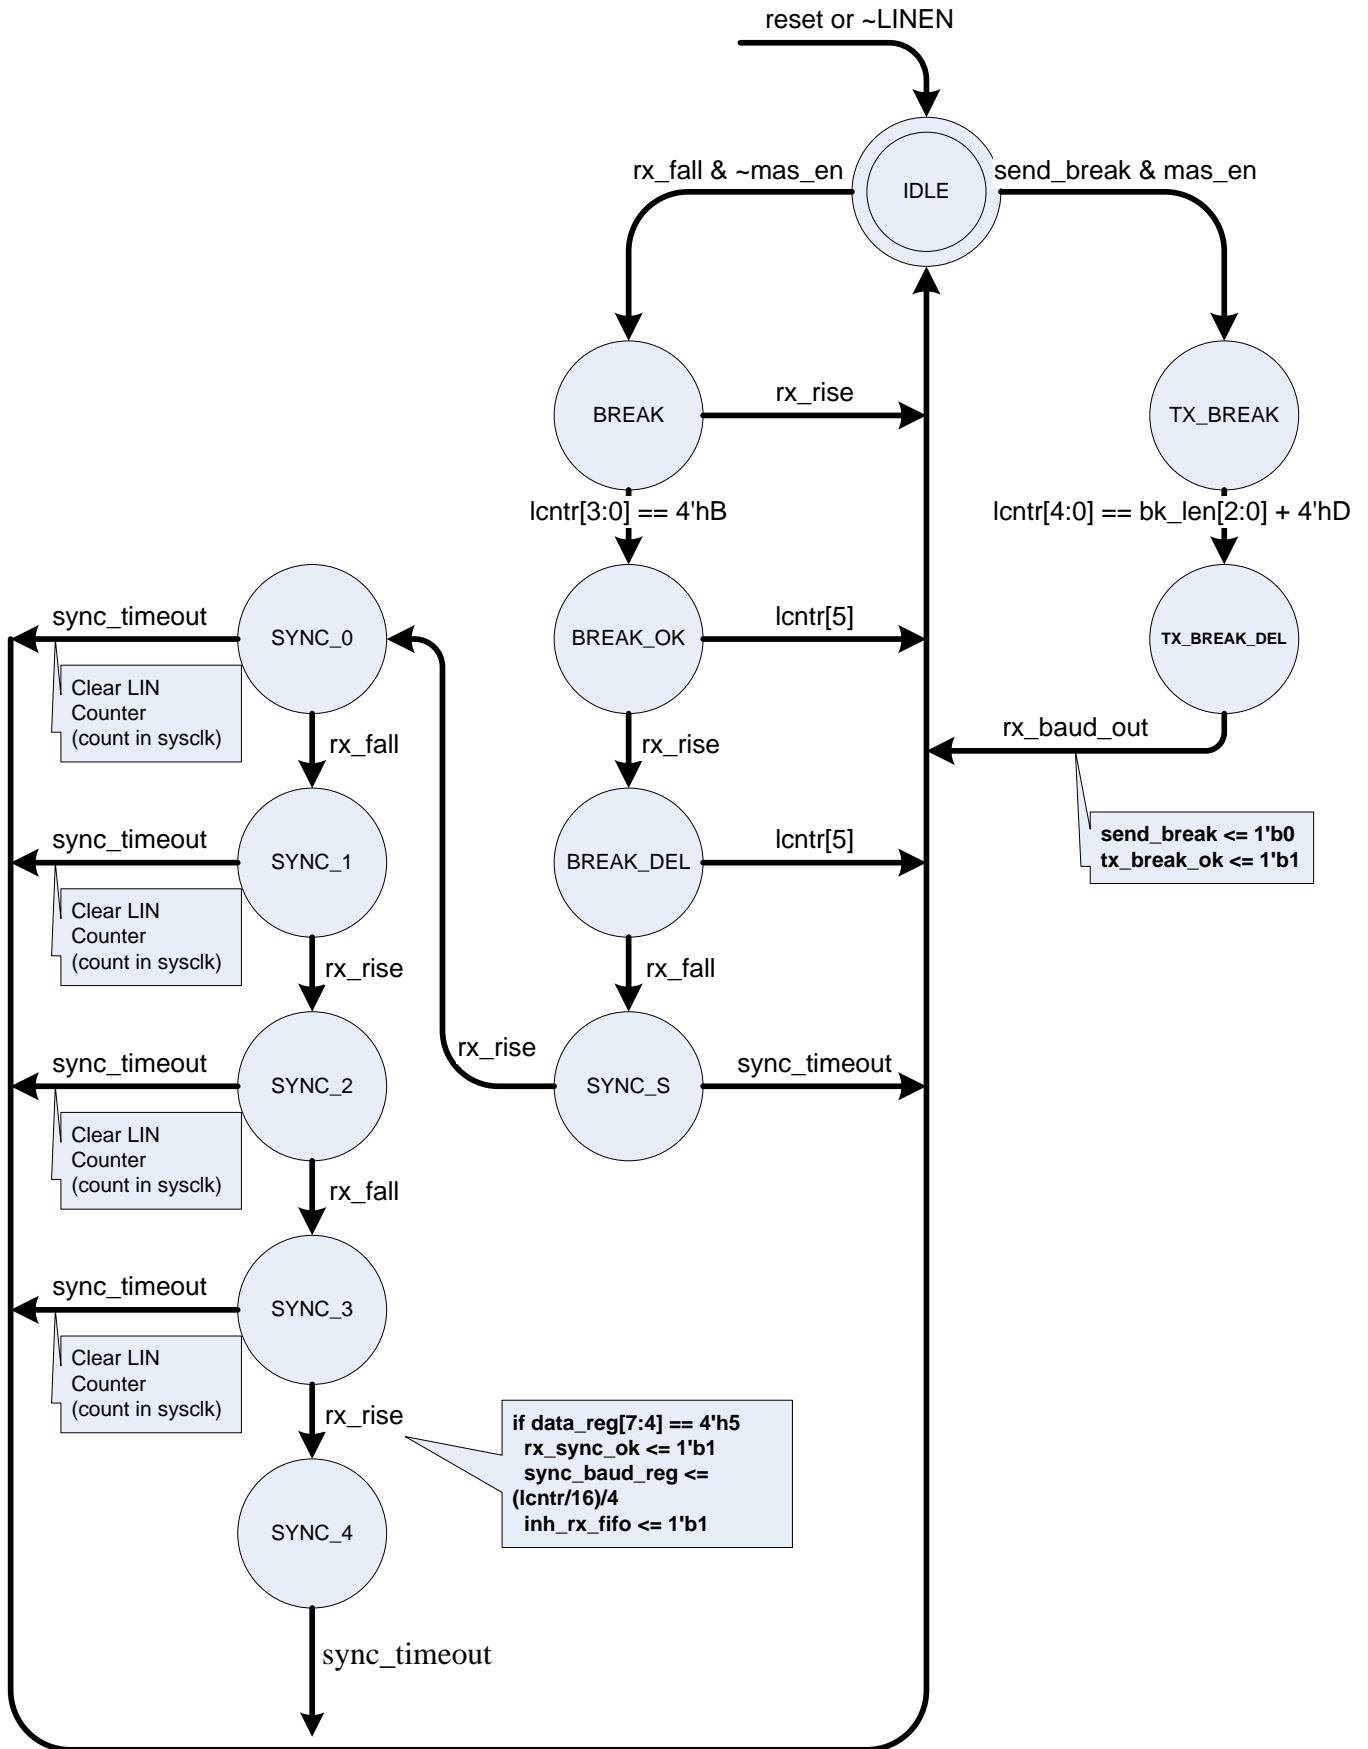 reset or ~LINEN
rx_fall & ~mas_en
IDLE
send_break & mas_en
BREAK
rx_rise
TX_BREAK
lcntr[3:0] == 4'hB
lcntr[4:0] == bk_len[2:0] + 4'hD
sync_timeout
SYNC_0
BREAK_OK
lcntr[5]
TX_BREAK_DEL
Clear LIN
Counter
(count in sysclk)
rx_fall
rx_rise
rx_baud_out
sync_timeout
SYNC_1
BREAK_DEL
lcntr[5]
send_break <= 1'b0
tx_break_ok <= 1'b1
Clear LIN
Counter
(count in sysclk)
rx_rise
rx_fall
sync_timeout
SYNC_2
rx_rise
SYNC_S
sync_timeout
Clear LIN
Counter
(count in sysclk)
rx_fall
sync_timeout
SYNC_3
Clear LIN
Counter
(count in sysclk)
rx_rise
if data_reg[7:4] == 4'h5
rx_sync_ok <= 1'b1
sync_baud_reg <=
(lcntr/16)/4
inh_rx_fifo <= 1'b1
SYNC_4
sync_timeout